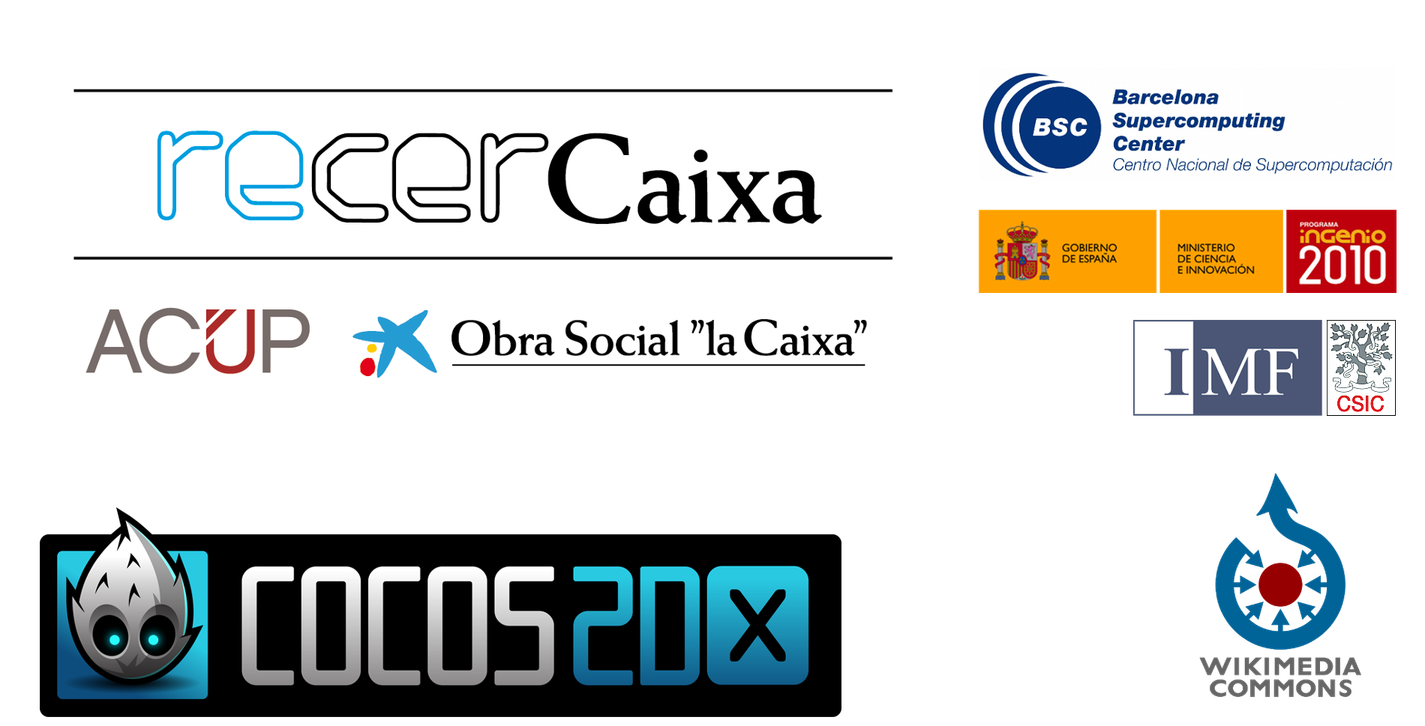 recerCaixa
ACUP
Obra Social "la Caixa"
BSC
Barcelona
Supercomputing
Center
Centro Nacional de Supercomputación
GOBIERNO
DE ESPAÑA
MINISTERIO
DE CIENCIA
E INNOVACIÓN
PROGRAMA
ingenio
2010
IMF
CSIC
COCOS2DX
WIKIMEDIA
COMMONS